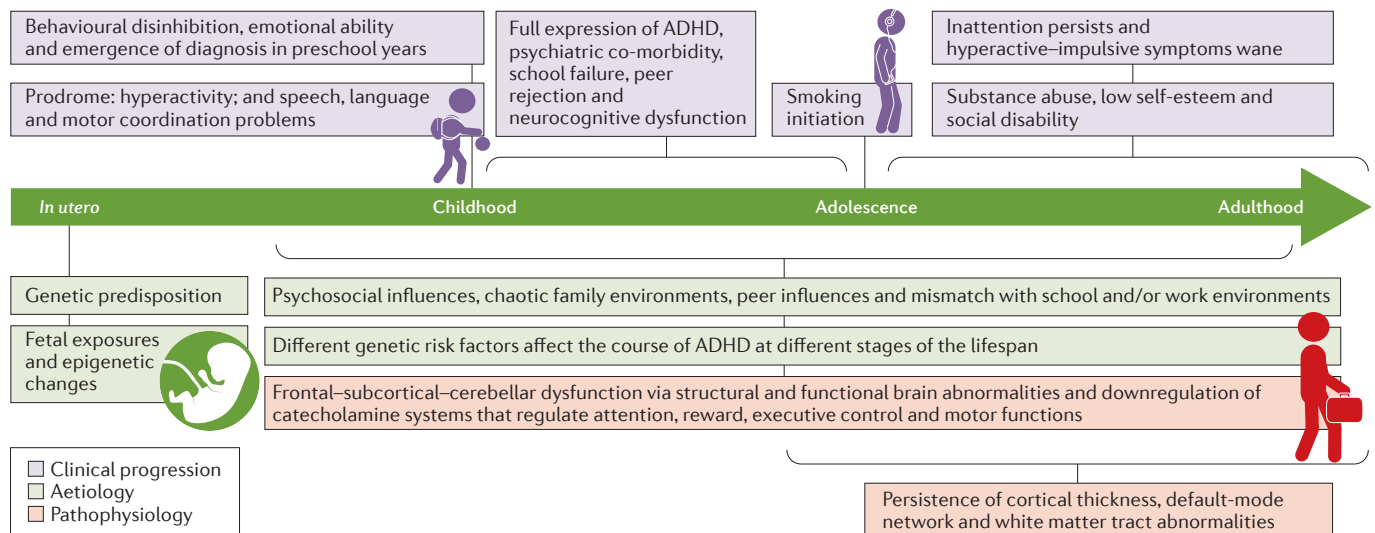 Behavioural disinhibition, emotional ability
and emergence of diagnosis in preschool years
Prodrome: hyperactivity; and speech, language
and motor coordination problems
Full expression of ADHD,
psychiatric co-morbidity,
school failure, peer
rejection and
neurocognitive dysfunction
Smoking
initiation
Inattention persists and
hyperactive–impulsive symptoms wane
Substance abuse, low self-esteem and
social disability
In utero
Childhood
Adolescence
Adulthood
Genetic predisposition
Fetal exposures
and epigenetic
changes
Psychosocial influences, chaotic family environments, peer influences and mismatch with school and/or work environments
Different genetic risk factors affect the course of ADHD at different stages of the lifespan
Frontal–subcortical–cerebellar dysfunction via structural and functional brain abnormalities and downregulation of
catecholamine systems that regulate attention, reward, executive control and motor functions
Clinical progression
Aetiology
Pathophysiology
Persistence of cortical thickness, default-mode
network and white matter tract abnormalities